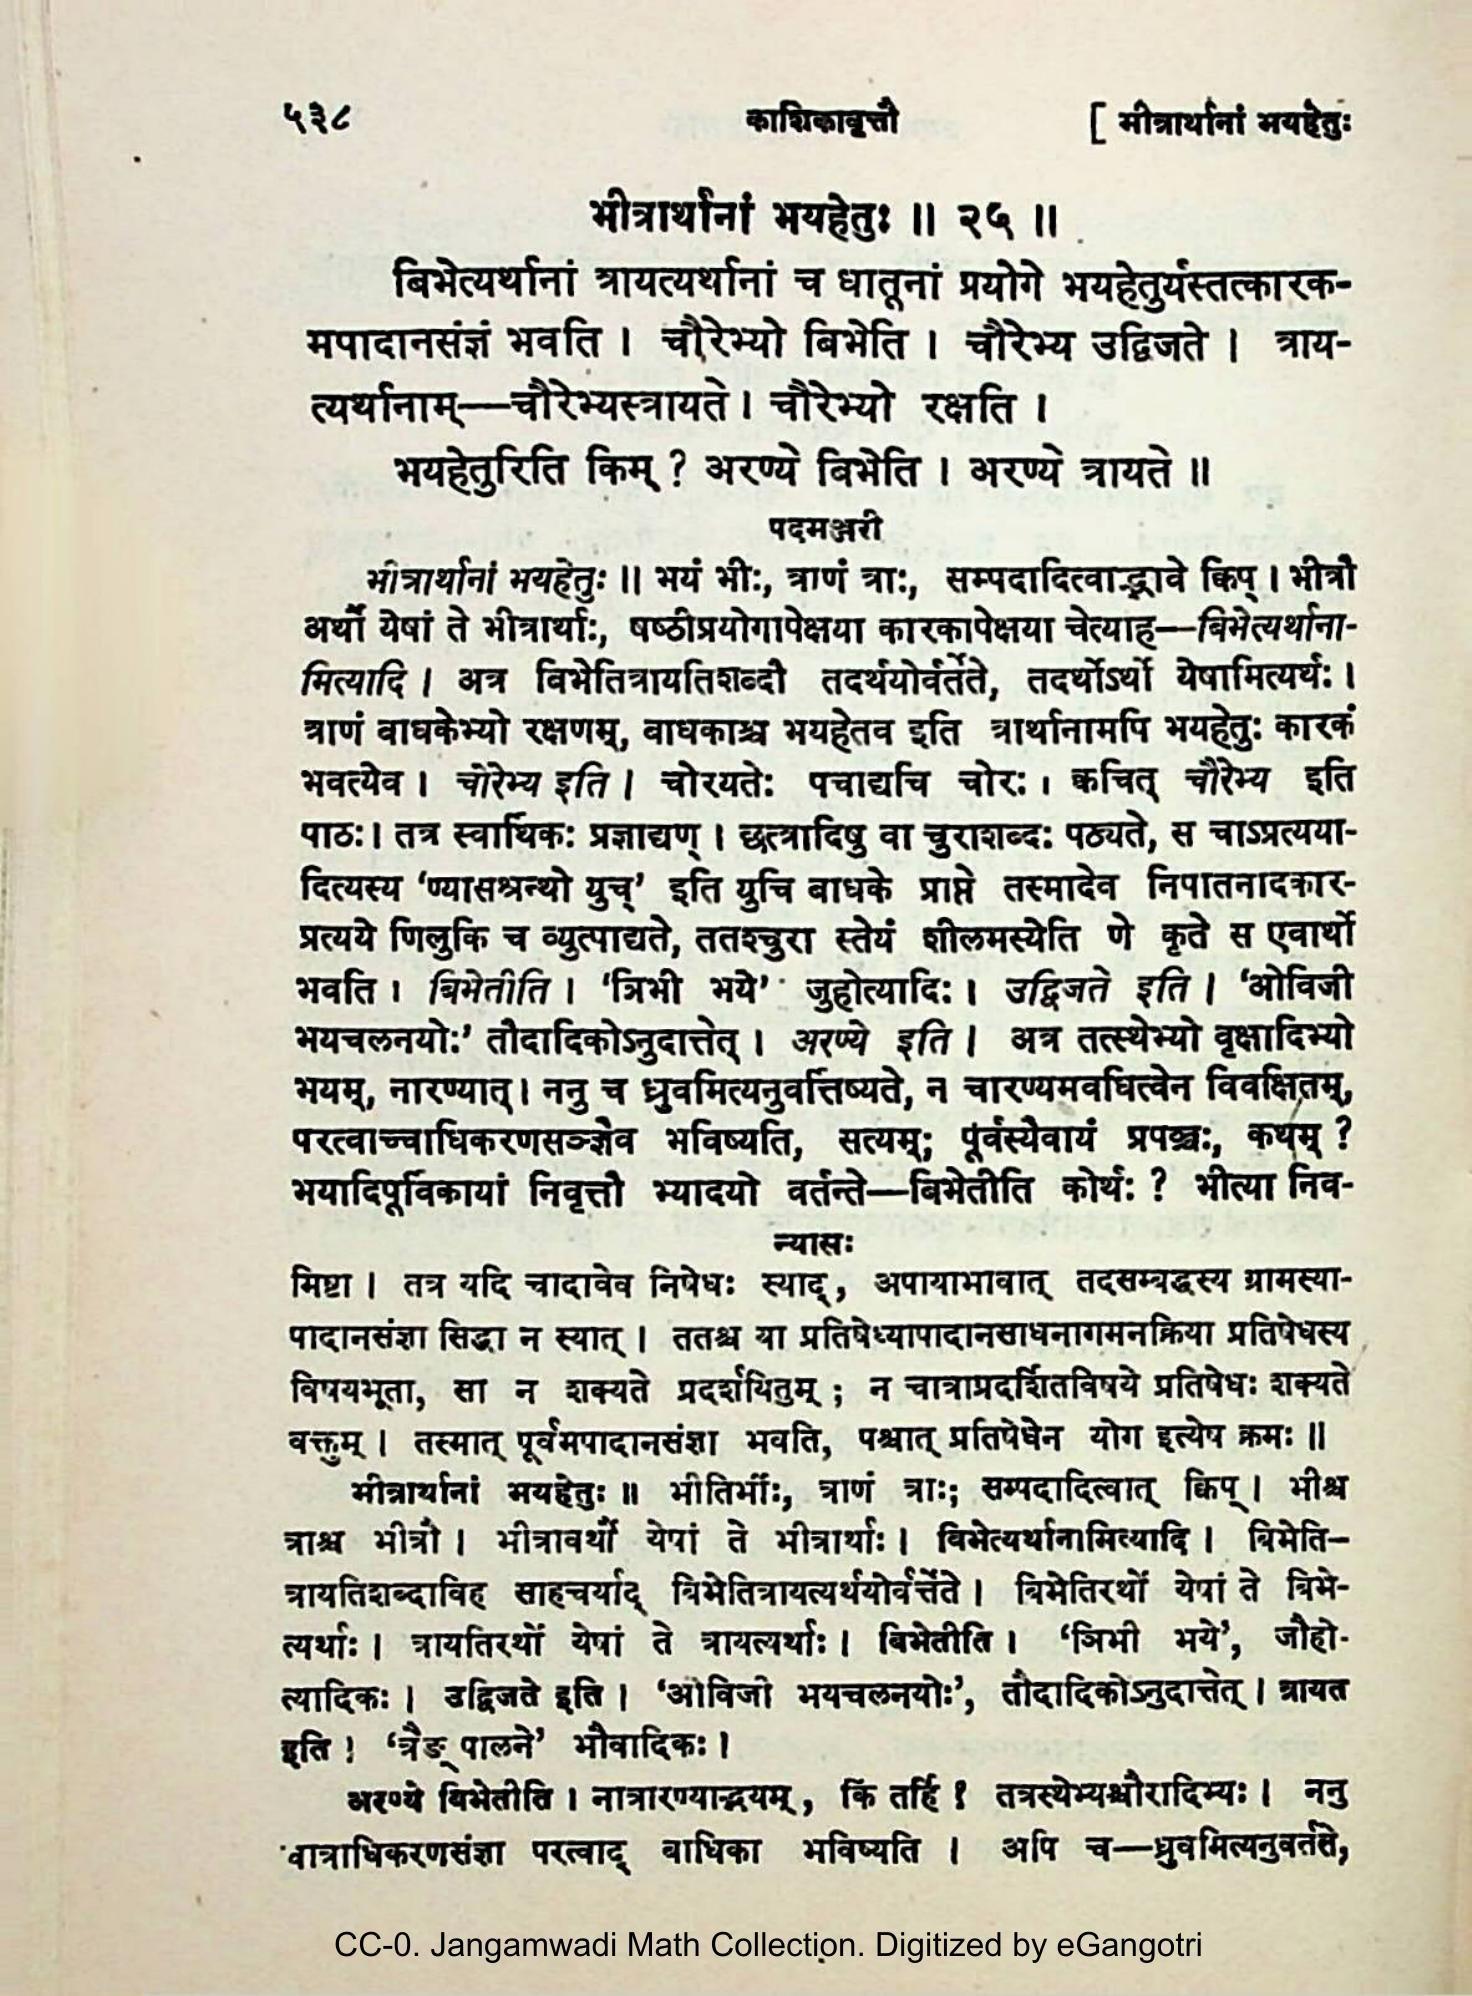 ५३८ काशिकावृत्तौ [ भीत्रार्थानां भयहेतुः
भीत्रार्थानां भयहेतुः ॥ २५ ॥
बिभेत्यर्थानां त्रायत्यर्थानां च धातूनां प्रयोगे भयहेतुर्यस्तत्कारक-
मपादानसंज्ञं भवति । चौरेभ्यो बिभेति । चौरेभ्य उद्विजते । त्राय-
त्यर्थानाम्—चौरेभ्यस्त्रायते । चौरेभ्यो रक्षति ।
भयहेतुरिति किम् ? अरण्ये बिभेति । अरण्ये त्रायते ॥
पदमञ्जरी
भीत्रार्थानां भयहेतुः ॥ भयं भीः, त्राणं त्राः, सम्पदादित्वाद्भावे क्विप् । भीत्रौ
अर्थौ येषां ते भीत्रार्थाः, षष्ठीप्रयोगापेक्षया कारकापेक्षया चेत्याह—बिभेत्यर्थाना-
मित्यादि । अत्र बिभेतित्रायतिशब्दौ तदर्थयोर्वर्तेते, तदर्थोऽर्थो येषामित्यर्थः ।
त्राणं बाधकेभ्यो रक्षणम्, बाधकाश्च भयहेतव इति त्रार्थानामपि भयहेतुः कारकं
भवत्येव । चोरेभ्य इति । चोरयतेः पचाद्यचि चोरः । क्वचित् चौरेभ्य इति
पाठः । तत्र स्वार्थिकः प्रज्ञाद्यण् । छत्रादिषु वा चुराशब्दः पठ्यते, स चाऽप्रत्यया-
दित्यस्य ‘ण्यासश्रन्थो युच्’ इति युचि बाधके प्राप्ते तस्मादेव निपातनादकार-
प्रत्यये णिलुकि च व्युत्पाद्यते, ततश्चुरा स्तेयं शीलमस्येति णे कृते स एवार्थो
भवति । बिभेतीति । ‘ञिभी भये’ जुहोत्यादिः । उद्विजते इति । ‘ओविजी
भयचलनयोः’ तौदादिकोऽनुदात्तेत् । अरण्ये इति । अत्र तत्स्थेभ्यो वृक्षादिभ्यो
भयम्, नारण्यात् । ननु च ध्रुवमित्यनुवर्त्तिष्यते, न चारण्यमवधित्वेन विवक्षितम्,
परत्वाच्चाधिकरणसञ्ज्ञैव भविष्यति, सत्यम्; पूर्वस्यैवायं प्रपञ्चः, कथम् ?
भयादिपूर्विकायां निवृत्तौ भ्यादयो वर्तन्ते—बिभेतीति कोर्थः ? भीत्या निव-
न्यासः
मिष्टा । तत्र यदि चादावेव निषेधः स्याद्, अपायाभावात् तदसम्बद्धस्य ग्रामस्या-
पादानसंज्ञा सिद्धा न स्यात् । ततश्च या प्रतिषेध्यापादानसाधनागमनक्रिया प्रतिषेधस्य
विषयभूता, सा न शक्यते प्रदर्शयितुम् ; न चात्राप्रदर्शितविषये प्रतिषेधः शक्यते
वक्तुम् । तस्मात् पूर्वमपादानसंज्ञा भवति, पश्चात् प्रतिषेधेन योग इत्येष क्रमः ॥
भीत्रार्थानां भयहेतुः ॥ भीतिर्भीः, त्राणं त्राः; सम्पदादित्वात् क्विप् । भीश्च
त्राश्च भीत्रौ । भीत्रावर्थौ येषां ते भीत्रार्थाः । बिभेत्यर्थानामित्यादि । बिभेति–
त्रायतिशब्दाविह साहचर्याद् बिभेतित्रायत्यर्थयोर्वर्त्तेते । बिभेतिरर्थो येषां ते बिभे-
त्यर्थाः । त्रायतिरर्थो येषां ते त्रायत्यर्थाः । बिभेतीति । ‘ञिभी भये’, जौहो-
त्यादिकः । उद्विजते इति । ‘ओविजी भयचलनयोः’, तौदादिकोऽनुदात्तेत् । त्रायत
इति ! ‘त्रैङ् पालने’ भौवादिकः ।
अरण्ये बिभेतीति । नात्रारण्याद्भयम् , किं तर्हि ? तत्रस्थेभ्यश्चौरादिभ्यः । ननु
चात्राधिकरणसंज्ञा परत्वाद् बाधिका भविष्यति । अपि च—ध्रुवमित्यनुवर्तते,
CC-0. Jangamwadi Math Collection. Digitized by eGangotri